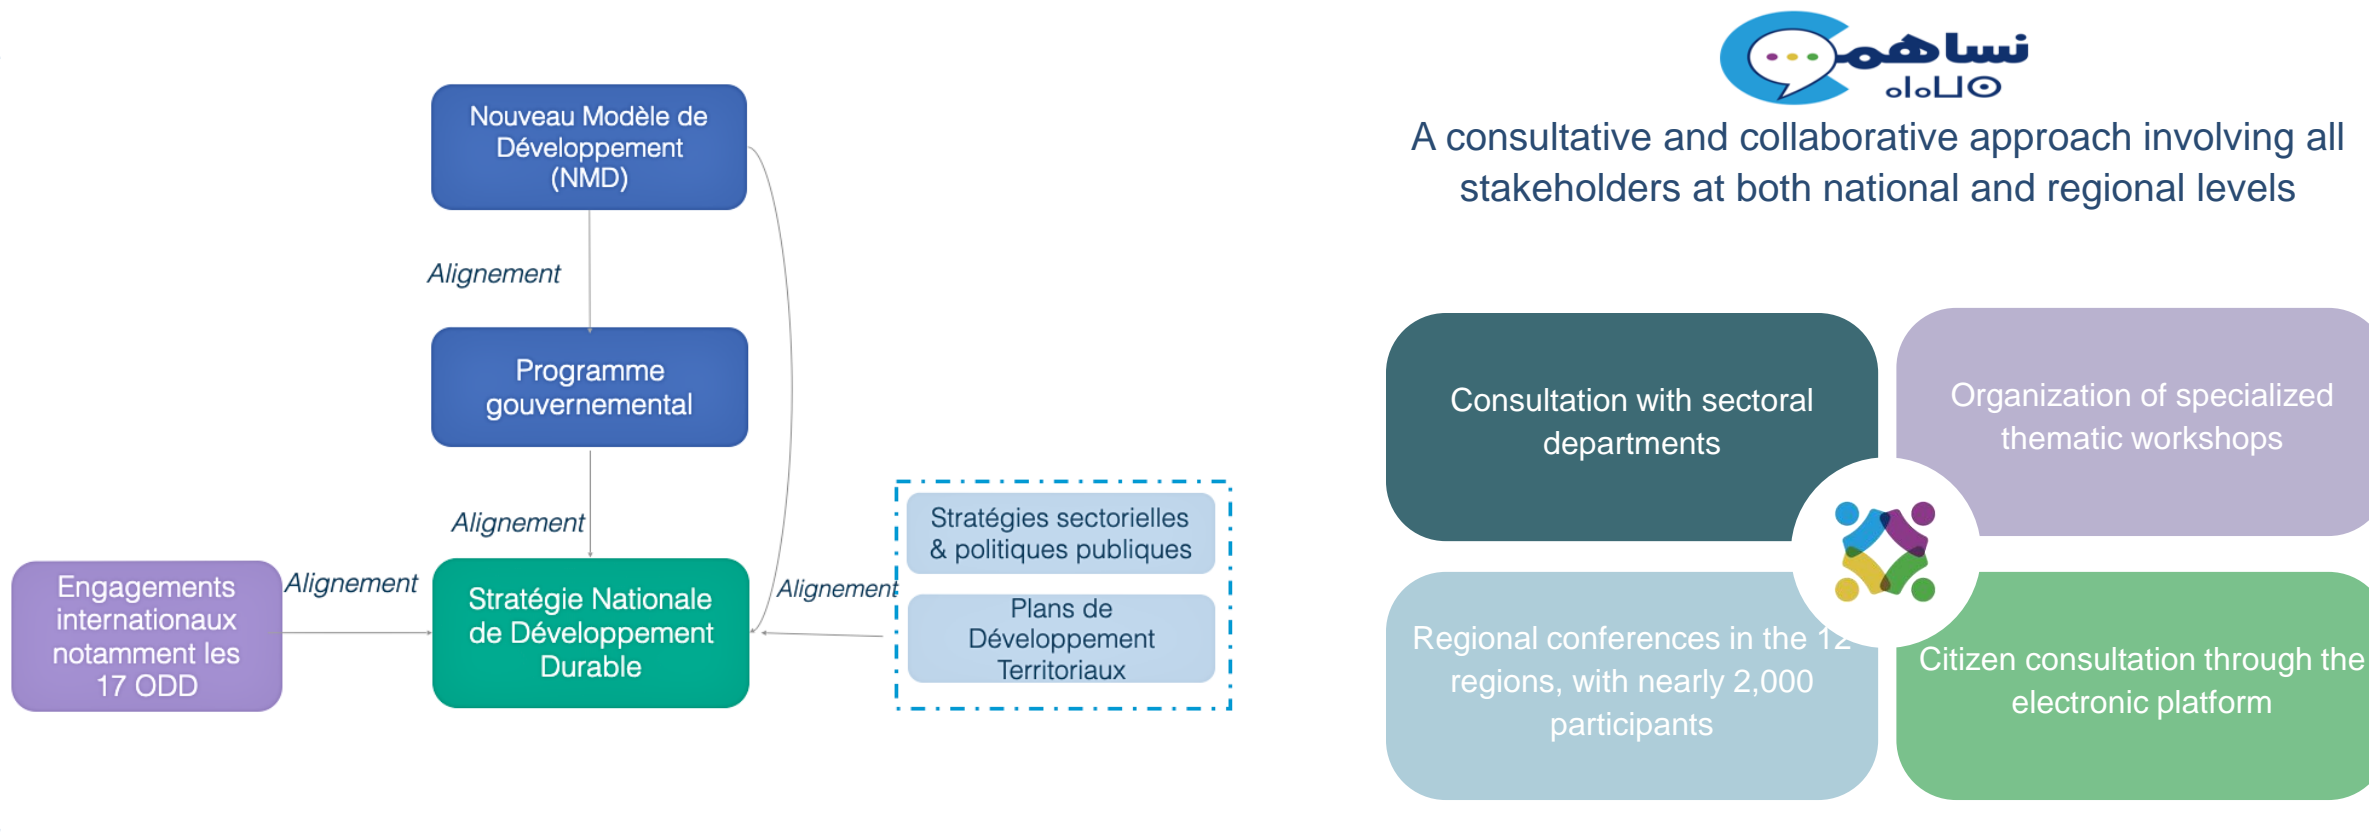 Nouveau Modèle de
Développement
(NMD)
Alignement
Programme
gouvernemental
Alignement
Engagements
internationaux
notamment les
17 ODD
Alignement
Stratégie Nationale
de Développement
Durable
Alignement
Stratégies sectorielles
& politiques publiques
Plans de
Développement
Territoriaux
نساهم
ⵙⵡⴰⵏⴰ
A consultative and collaborative approach involving all
stakeholders at both national and regional levels
Consultation with sectoral
departments
Organization of specialized
thematic workshops
Regional conferences in the 12
regions, with nearly 2,000
participants
Citizen consultation through the
electronic platform